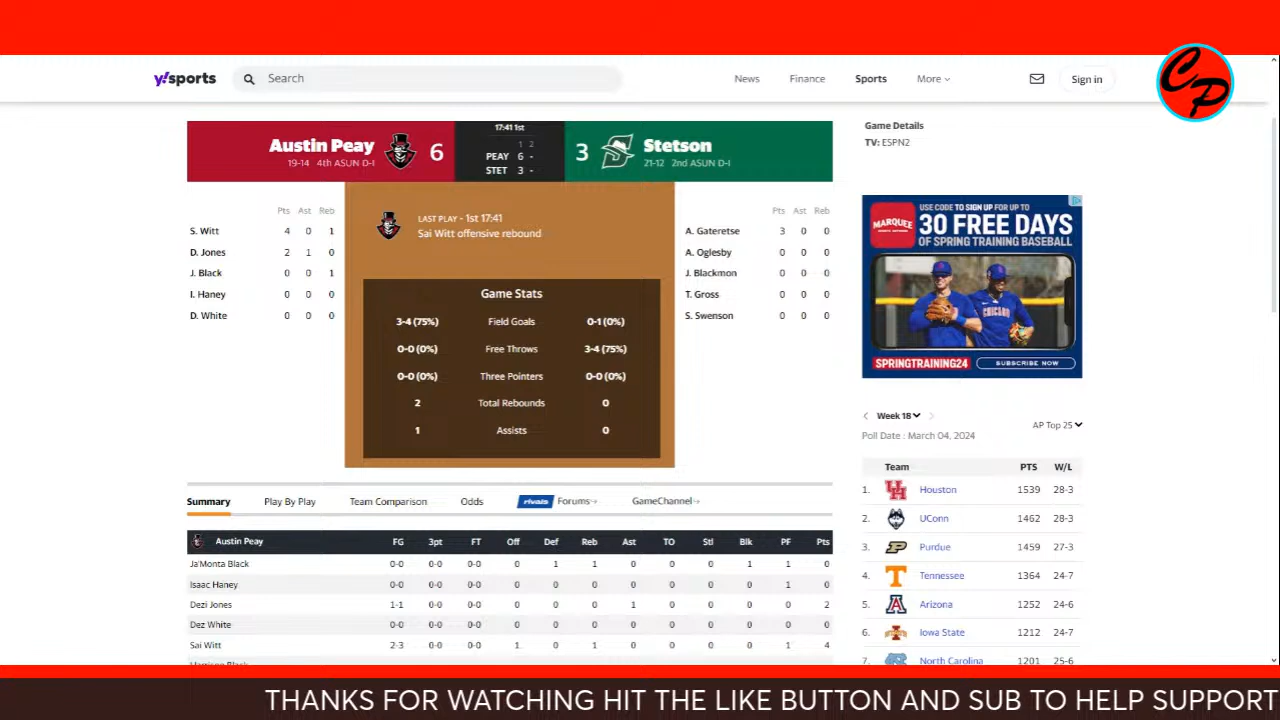 y!sports
Search
News Finance Sports More
Sign in
CP
17:41 1st
Austin Peay 6
19-14 4th ASUN D-I
1 2
PEAY 6 -
STET 3 -
3 Stetson
21-12 2nd ASUN D-I
Game Details
TV: ESPN2
Pts Ast Reb
S. Witt 4 0 1
D. Jones 2 1 0
J. Black 0 0 1
I. Haney 0 0 0
D. White 0 0 0
LAST PLAY - 1st 17:41
Sai Witt offensive rebound
Game Stats
3-4 (75%) Field Goals 0-1 (0%)
0-0 (0%) Free Throws 3-4 (75%)
0-0 (0%) Three Pointers 0-0 (0%)
2 Total Rebounds 0
1 Assists 0
Pts Ast Reb
A. Gateretse 3 0 0
A. Oglesby 0 0 0
J. Blackmon 0 0 0
T. Gross 0 0 0
S. Swenson 0 0 0
MARQUEE
USE CODE TO SIGN UP FOR UP TO
30 FREE DAYS
OF SPRING TRAINING BASEBALL
CHICAGO
SPRINGTRAINING24 SUBSCRIBE NOW
Week 18
AP Top 25
Poll Date : March 04, 2024
Team PTS W/L
1. Houston 1539 28-3
2. UConn 1462 28-3
3. Purdue 1459 27-3
4. Tennessee 1364 24-7
5. Arizona 1252 24-6
6. Iowa State 1212 24-7
7. North Carolina 1201 25-6
Summary Play By Play Team Comparison Odds rivals Forums GameChannel
Austin Peay FG 3pt FT Off Def Reb Ast TO Stl Blk PF Pts
Ja'Monta Black 0-0 0-0 0-0 0 1 1 0 0 0 1 1 0
Isaac Haney 0-0 0-0 0-0 0 0 0 0 0 0 0 1 0
Dezi Jones 1-1 0-0 0-0 0 0 0 1 0 0 0 0 2
Dez White 0-0 0-0 0-0 0 0 0 0 0 0 0 0 0
Sai Witt 2-3 0-0 0-0 1 0 1 0 0 0 0 1 4
THANKS FOR WATCHING HIT THE LIKE BUTTON AND SUB TO HELP SUPPORT